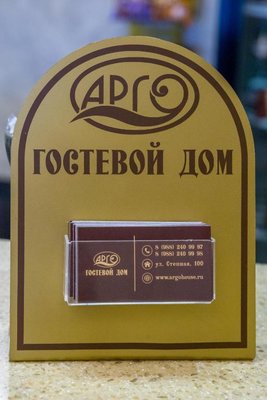 АРГО
ГОСТЕВОЙ ДОМ
АРГО
ГОСТЕВОЙ ДОМ
8 (988) 240 99 97
8 (988) 240 99 98
ул. Степная, 100
www.argohouse.ru